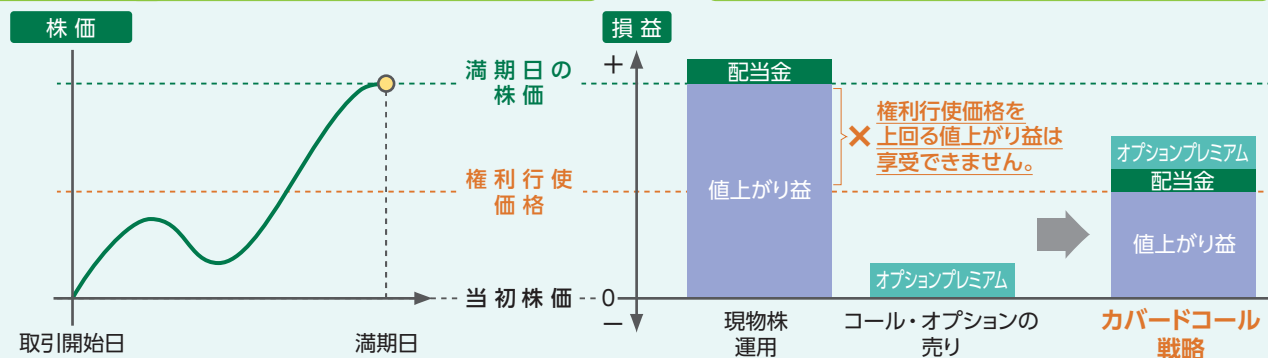 株価
満期日の
株価
権利行使
価格
当初株価
取引開始日
満期日
損益
＋
0
－
配当金
値上がり益
×
権利行使価格を
上回る値上がり益は
享受できません。
オプションプレミアム
オプションプレミアム
配当金
値上がり益
現物株
運用
コール・オプションの
売り
カバードコール
戦略